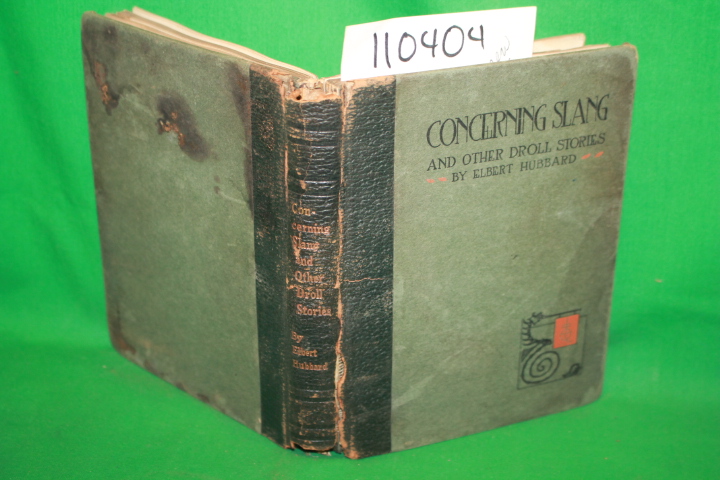 110404
CONCERNING SLANG
AND OTHER DROLL STORIES
BY ELBERT HUBBARD
Con-
cerning
Slang
and
Other
Droll
Stories
By
Elbert
Hubbard